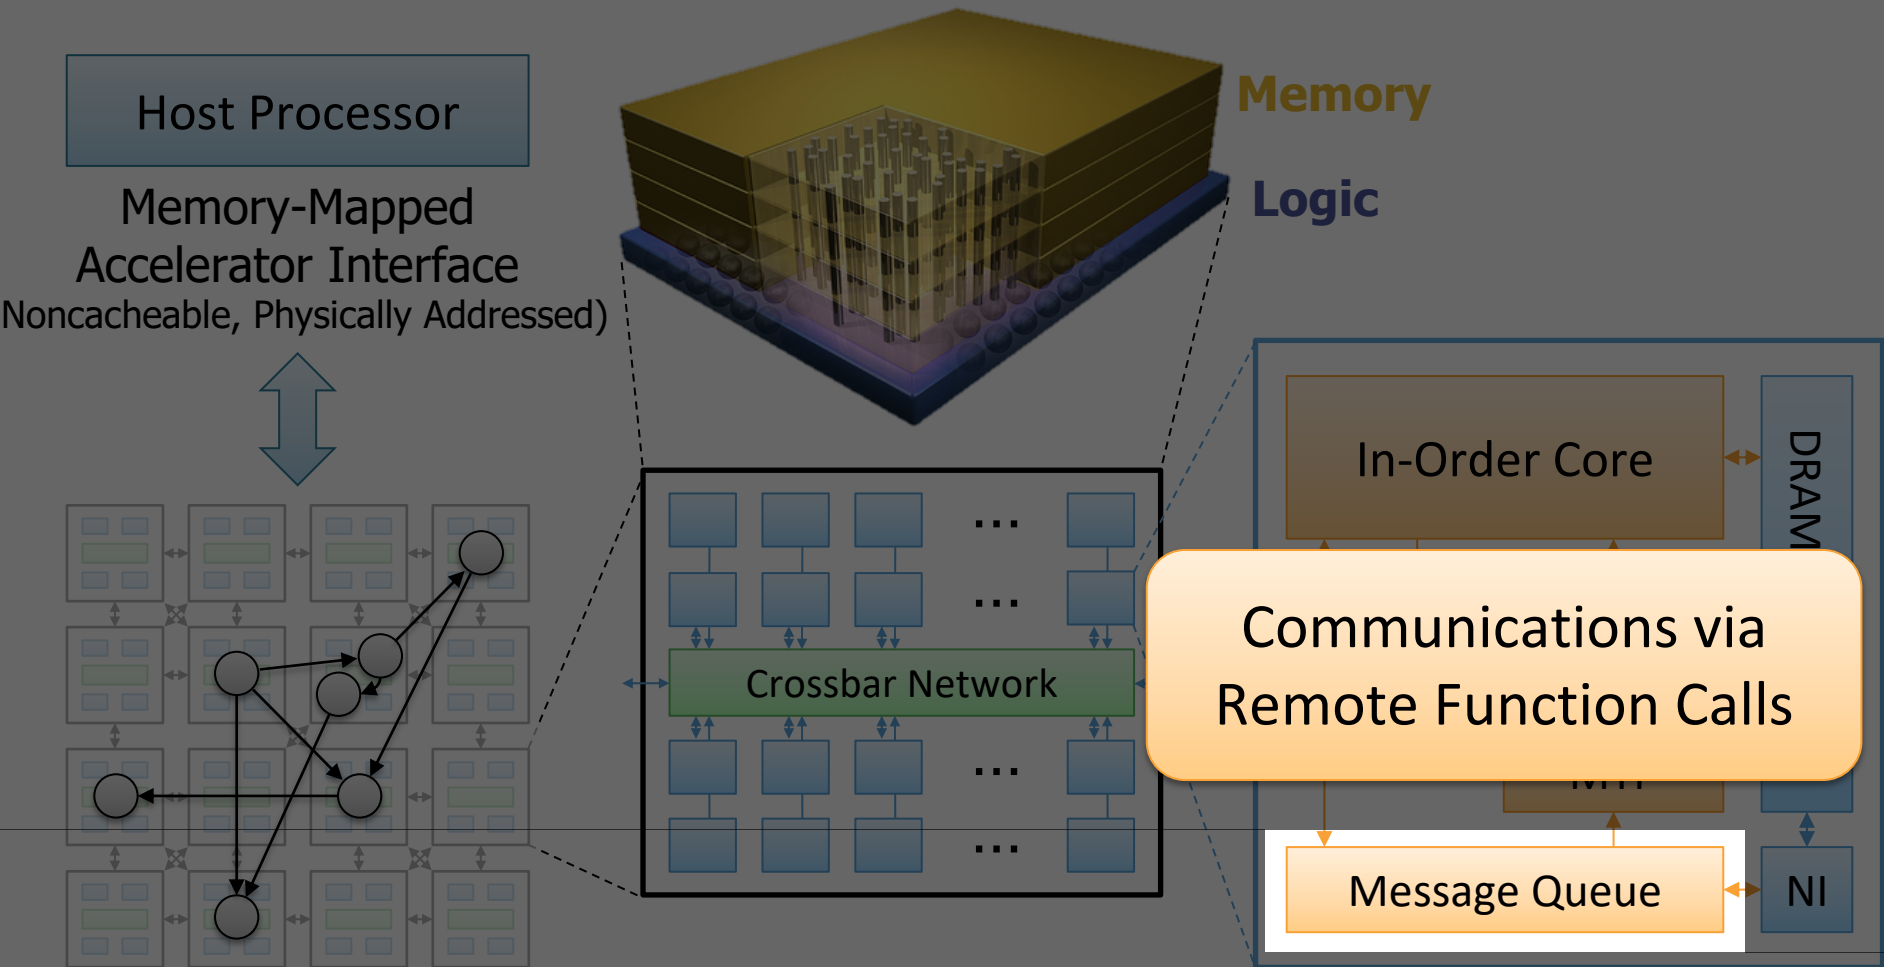 Host Processor
Memory-Mapped
Accelerator Interface
Noncacheable, Physically Addressed)
Memory
Logic
...
...
Crossbar Network
...
...
In-Order Core
DRAM
Communications via
Remote Function Calls
Message Queue
NI